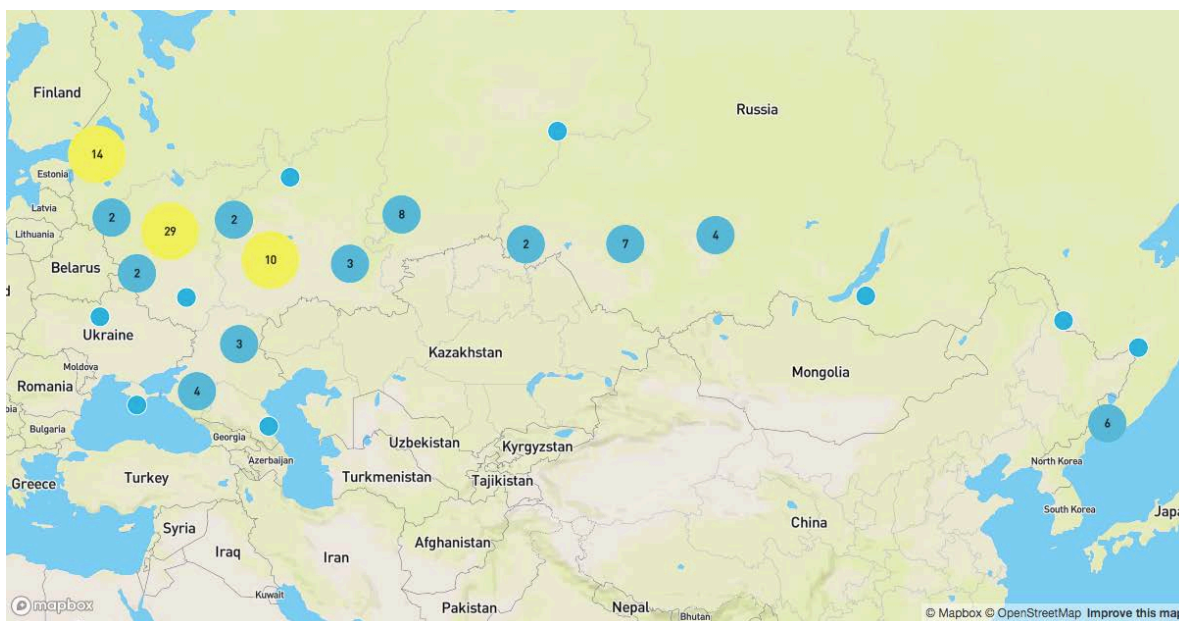 Finland
Russia
14
Estonia
Latvia
2
2
8
29
Lithuania
4
2
7
Belarus
10
3
2
Ukraine
3
Kazakhstan
Moldova
Mongolia
Romania
4
Bulgaria
6
Georgia
Uzbekistan
Kyrgyzstan
Azerbaijan
North Korea
Greece
Turkey
Turkmenistan
Tajikistan
South Korea
Japa
Syria
China
Iraq
Iran
Afghanistan
Kuwait
Pakistan
Nepal
Bhutan
mapbox
© Mapbox © OpenStreetMap Improve this map